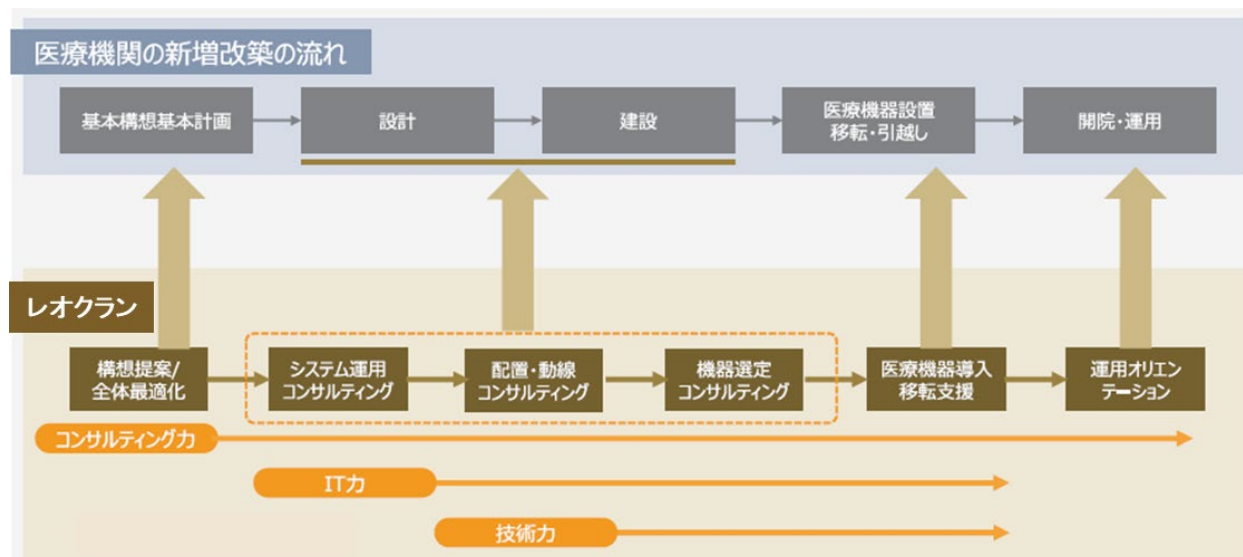 医療機関の新増改築の流れ
基本構想基本計画
設計
建設
医療機器設置
移転・引越し
開院・運用
レオクラン
構想提案/
全体最適化
システム運用
コンサルティング
配置・動線
コンサルティング
機器選定
コンサルティング
医療機器導入
移転支援
運用オリエン
テーション
コンサルティング力
IT力
技術力